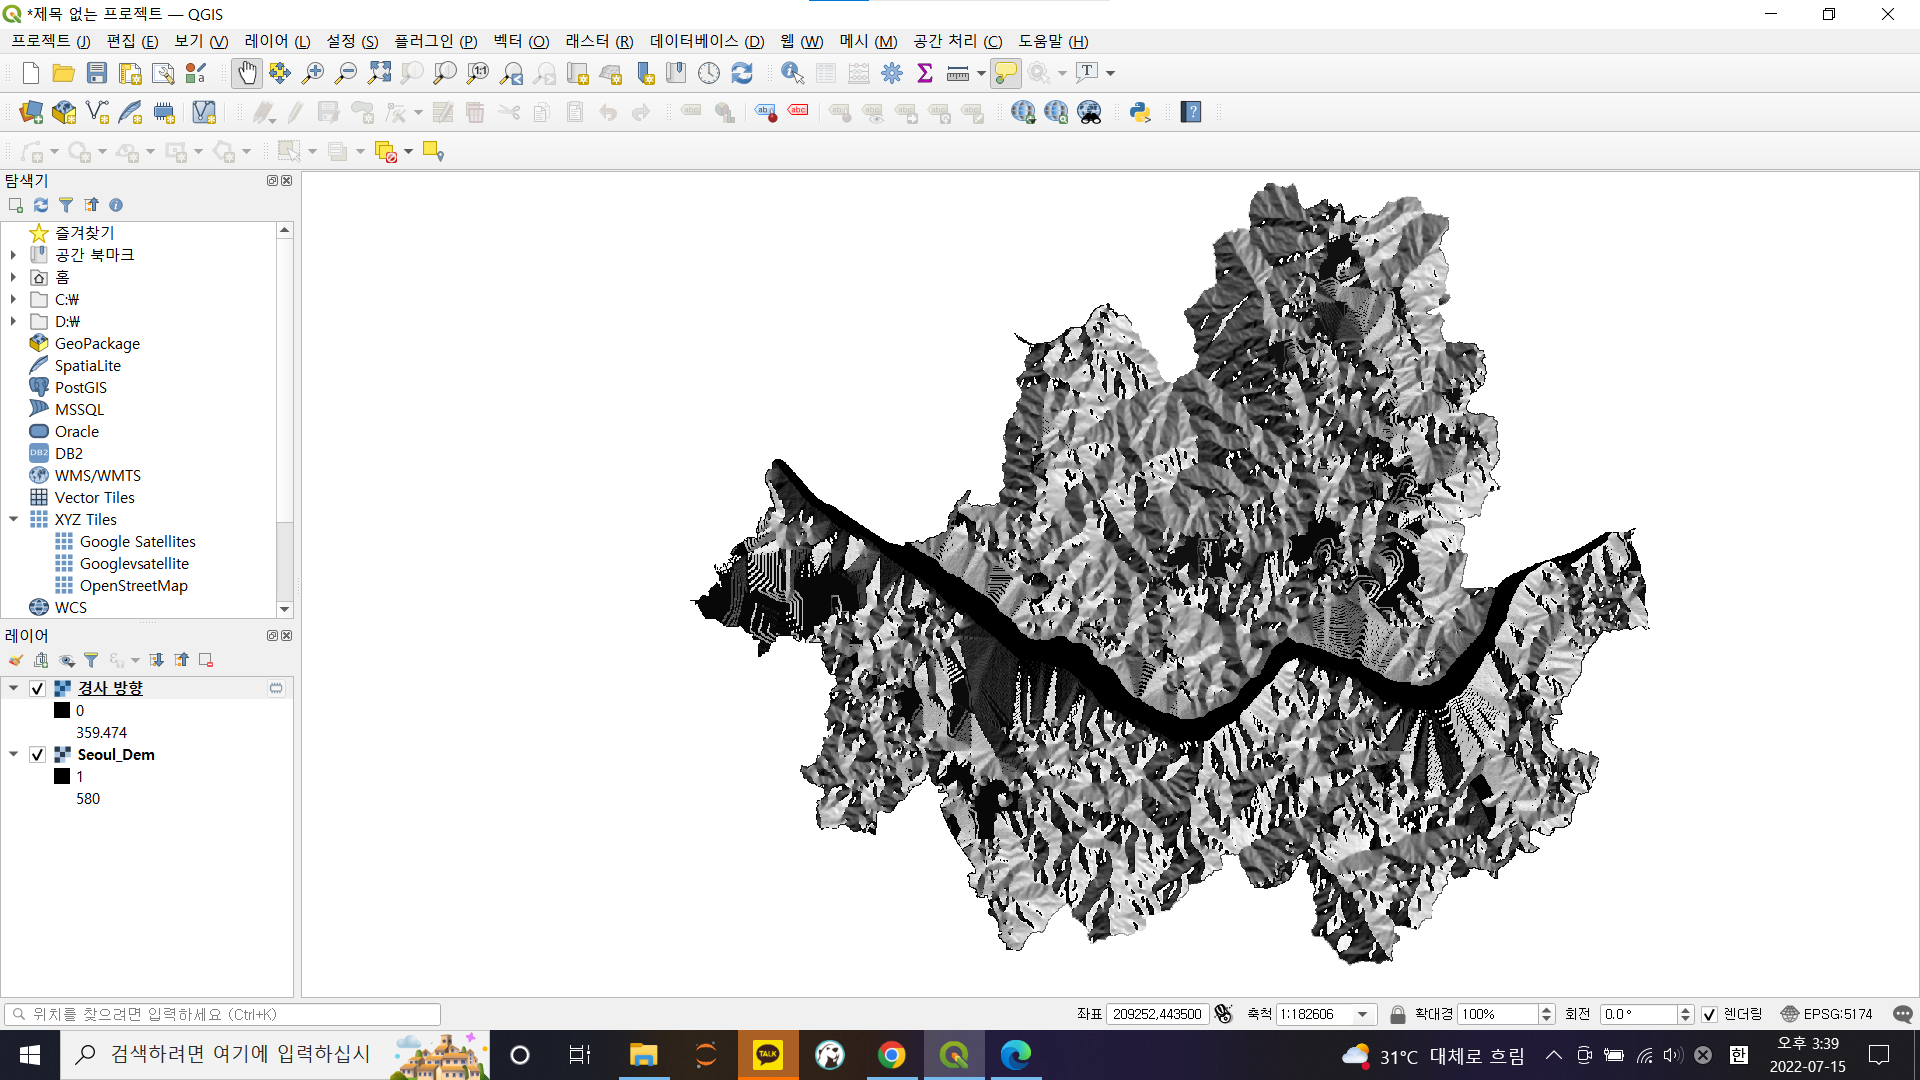 *제목 없는 프로젝트 — QGIS
프로젝트 (J) 편집 (E) 보기 (V) 레이어 (L) 설정 (S) 플러그인 (P) 벡터 (O) 래스터 (R) 데이터베이스 (D) 웹 (W) 메시 (M) 공간 처리 (C) 도움말 (H)
탐색기
즐겨찾기
공간 북마크
홈
C:₩
D:₩
GeoPackage
SpatiaLite
PostGIS
MSSQL
Oracle
DB2
WMS/WMTS
Vector Tiles
XYZ Tiles
Google Satellites
Googlevsatellite
OpenStreetMap
WCS
레이어
경사 방향
0
359.474
Seoul_Dem
1
580
위치를 찾으려면 입력하세요 (Ctrl+K)
좌표 209252,443500 축척 1:182606 확대경 100% 회전 0.0 ° 렌더링 EPSG:5174
검색하려면 여기에 입력하십시
TALK
31°C 대체로 흐림
한
오후 3:39
2022-07-15